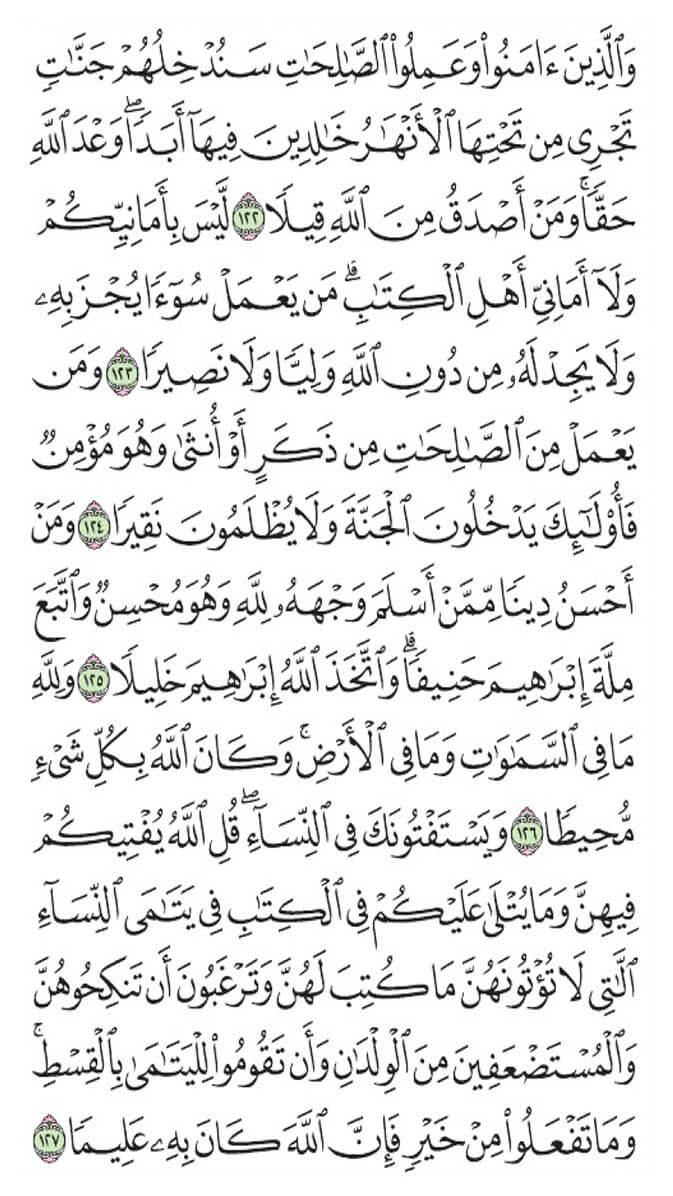 وَٱلَّذِينَ ءَامَنُوا۟ وَعَمِلُوا۟ ٱلصَّٰلِحَٰتِ سَنُدْخِلُهُمْ جَنَّٰتٍ
تَجْرِى مِن تَحْتِهَا ٱلْأَنْهَٰرُ خَٰلِدِينَ فِيهَآ أَبَدًا ۖ وَعْدَ ٱللَّهِ
حَقًّا ۚ وَمَنْ أَصْدَقُ مِنَ ٱللَّهِ قِيلًا ١٢٢ لَّيْسَ بِأَمَانِيِّكُمْ
وَلَآ أَمَانِىِّ أَهْلِ ٱلْكِتَٰبِ ۗ مَن يَعْمَلْ سُوٓءًا يُجْزَ بِهِۦ
وَلَا يَجِدْ لَهُۥ مِن دُونِ ٱللَّهِ وَلِيًّا وَلَا نَصِيرًا ١٢٣ وَمَن
يَعْمَلْ مِنَ ٱلصَّٰلِحَٰتِ مِن ذَكَرٍ أَوْ أُنثَىٰ وَهُوَ مُؤْمِنٌ
فَأُو۟لَٰٓئِكَ يَدْخُلُونَ ٱلْجَنَّةَ وَلَا يُظْلَمُونَ نَقِيرًا ١٢٤ وَمَنْ
أَحْسَنُ دِينًا مِّمَّنْ أَسْلَمَ وَجْهَهُۥ لِلَّهِ وَهُوَ مُحْسِنٌ وَٱتَّبَعَ
مِلَّةَ إِبْرَٰهِيمَ حَنِيفًا ۗ وَٱتَّخَذَ ٱللَّهُ إِبْرَٰهِيمَ خَلِيلًا ١٢٥ وَلِلَّهِ
مَا فِى ٱلسَّمَٰوَٰتِ وَمَا فِى ٱلْأَرْضِ ۚ وَكَانَ ٱللَّهُ بِكُلِّ شَىْءٍ
مُّحِيطًا ١٢٦ وَيَسْتَفْتُونَكَ فِى ٱلنِّسَآءِ ۖ قُلِ ٱللَّهُ يُفْتِيكُمْ
فِيهِنَّ وَمَا يُتْلَىٰ عَلَيْكُمْ فِى ٱلْكِتَٰبِ فِى يَتَٰمَى ٱلنِّسَآءِ
ٱلَّٰتِى لَا تُؤْتُونَهُنَّ مَا كُتِبَ لَهُنَّ وَتَرْغَبُونَ أَن تَنكِحُوهُنَّ
وَٱلْمُسْتَضْعَفِينَ مِنَ ٱلْوِلْدَٰنِ وَأَن تَقُومُوا۟ لِلْيَتَٰمَىٰ بِٱلْقِسْطِ ۚ
وَمَا تَفْعَلُوا۟ مِنْ خَيْرٍ فَإِنَّ ٱللَّهَ كَانَ بِهِۦ عَلِيمًا ١٢٧